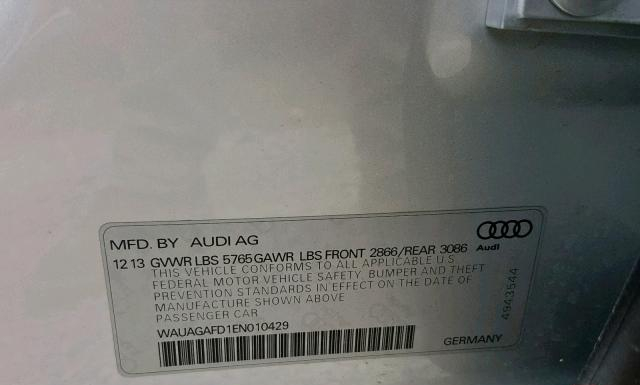 MFD. BY AUDI AG
12 13 GVWR LBS 5765 GAWR LBS FRONT 2866/REAR 3086
THIS VEHICLE CONFORMS TO ALL APPLICABLE U.S
FEDERAL MOTOR VEHICLE SAFETY, BUMPER AND THEFT
PREVENTION STANDARDS IN EFFECT ON THE DATE OF
MANUFACTURE SHOWN ABOVE
PASSENGER CAR
WAUAGAFD1EN010429
Audi
4943544
GERMANY